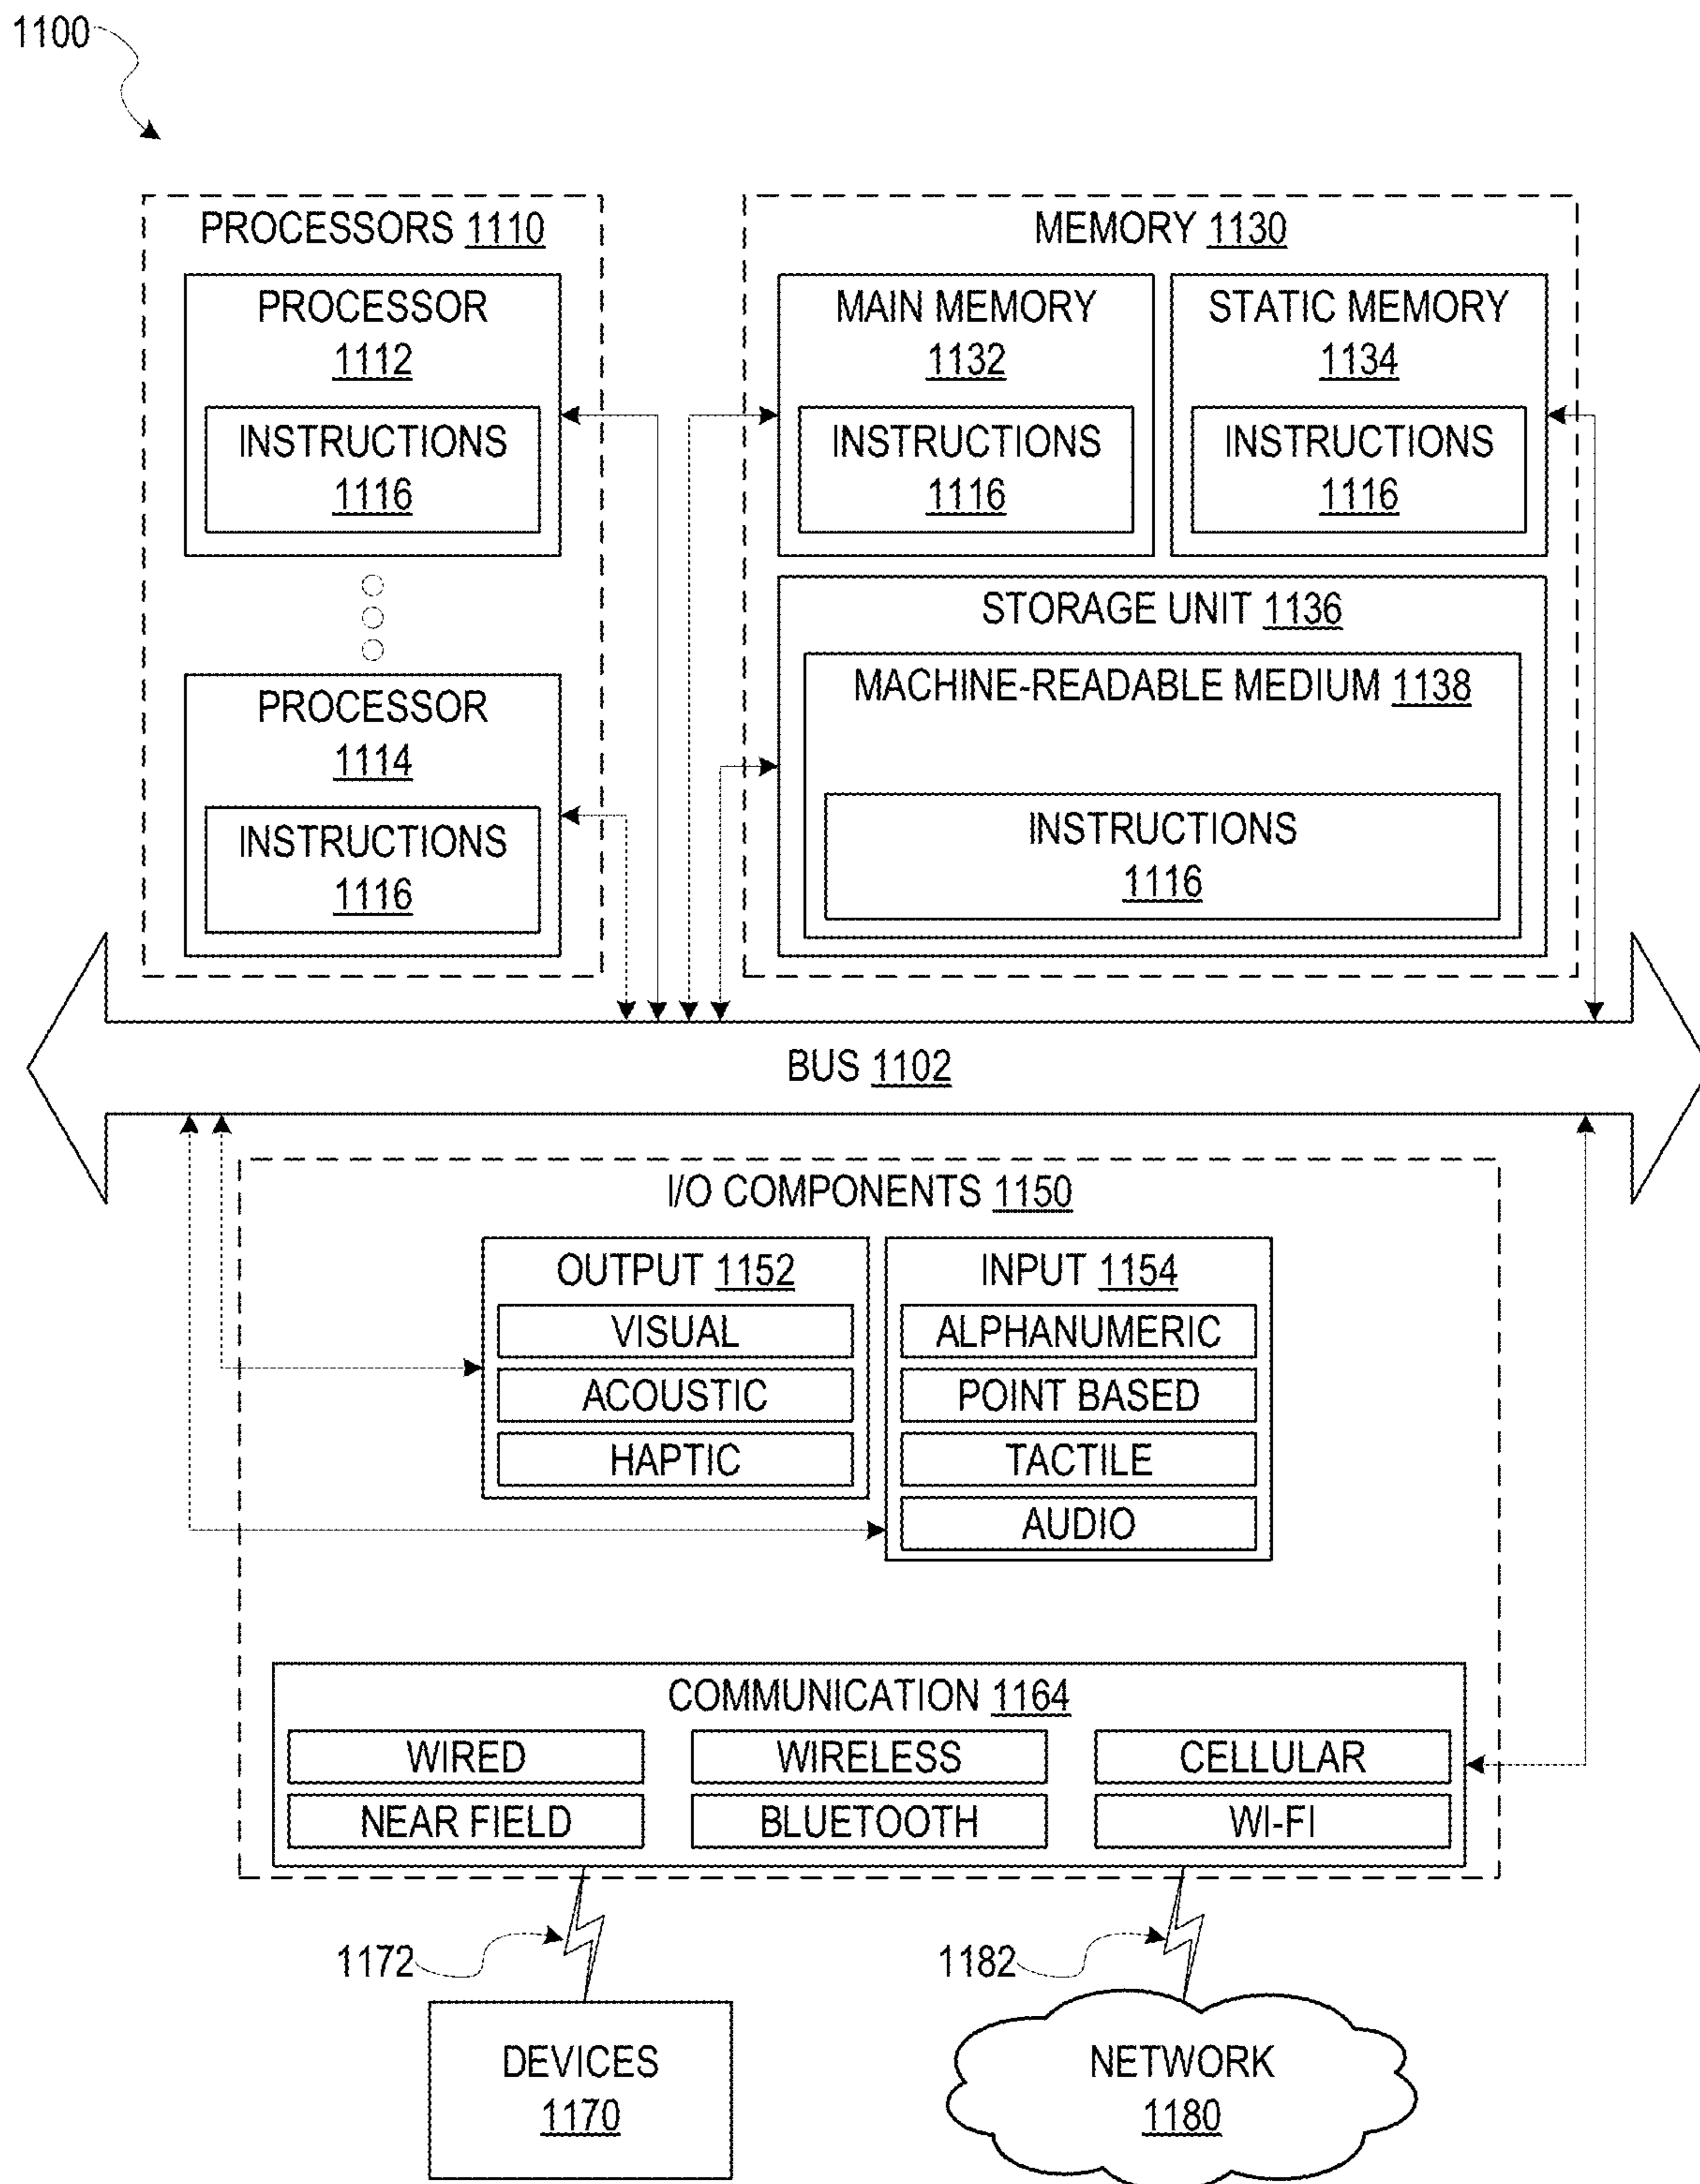 1100
PROCESSORS 1110
PROCESSOR
1112
INSTRUCTIONS
1116
PROCESSOR
1114
INSTRUCTIONS
1116
MEMORY 1130
MAIN MEMORY
1132
INSTRUCTIONS
1116
STATIC MEMORY
1134
INSTRUCTIONS
1116
STORAGE UNIT 1136
MACHINE-READABLE MEDIUM 1138
INSTRUCTIONS
1116
BUS 1102
I/O COMPONENTS 1150
OUTPUT 1152
VISUAL
ACOUSTIC
HAPTIC
INPUT 1154
ALPHANUMERIC
POINT BASED
TACTILE
AUDIO
COMMUNICATION 1164
WIRED
WIRELESS
CELLULAR
NEAR FIELD
BLUETOOTH
WI-FI
1172
1182
DEVICES
1170
NETWORK
1180